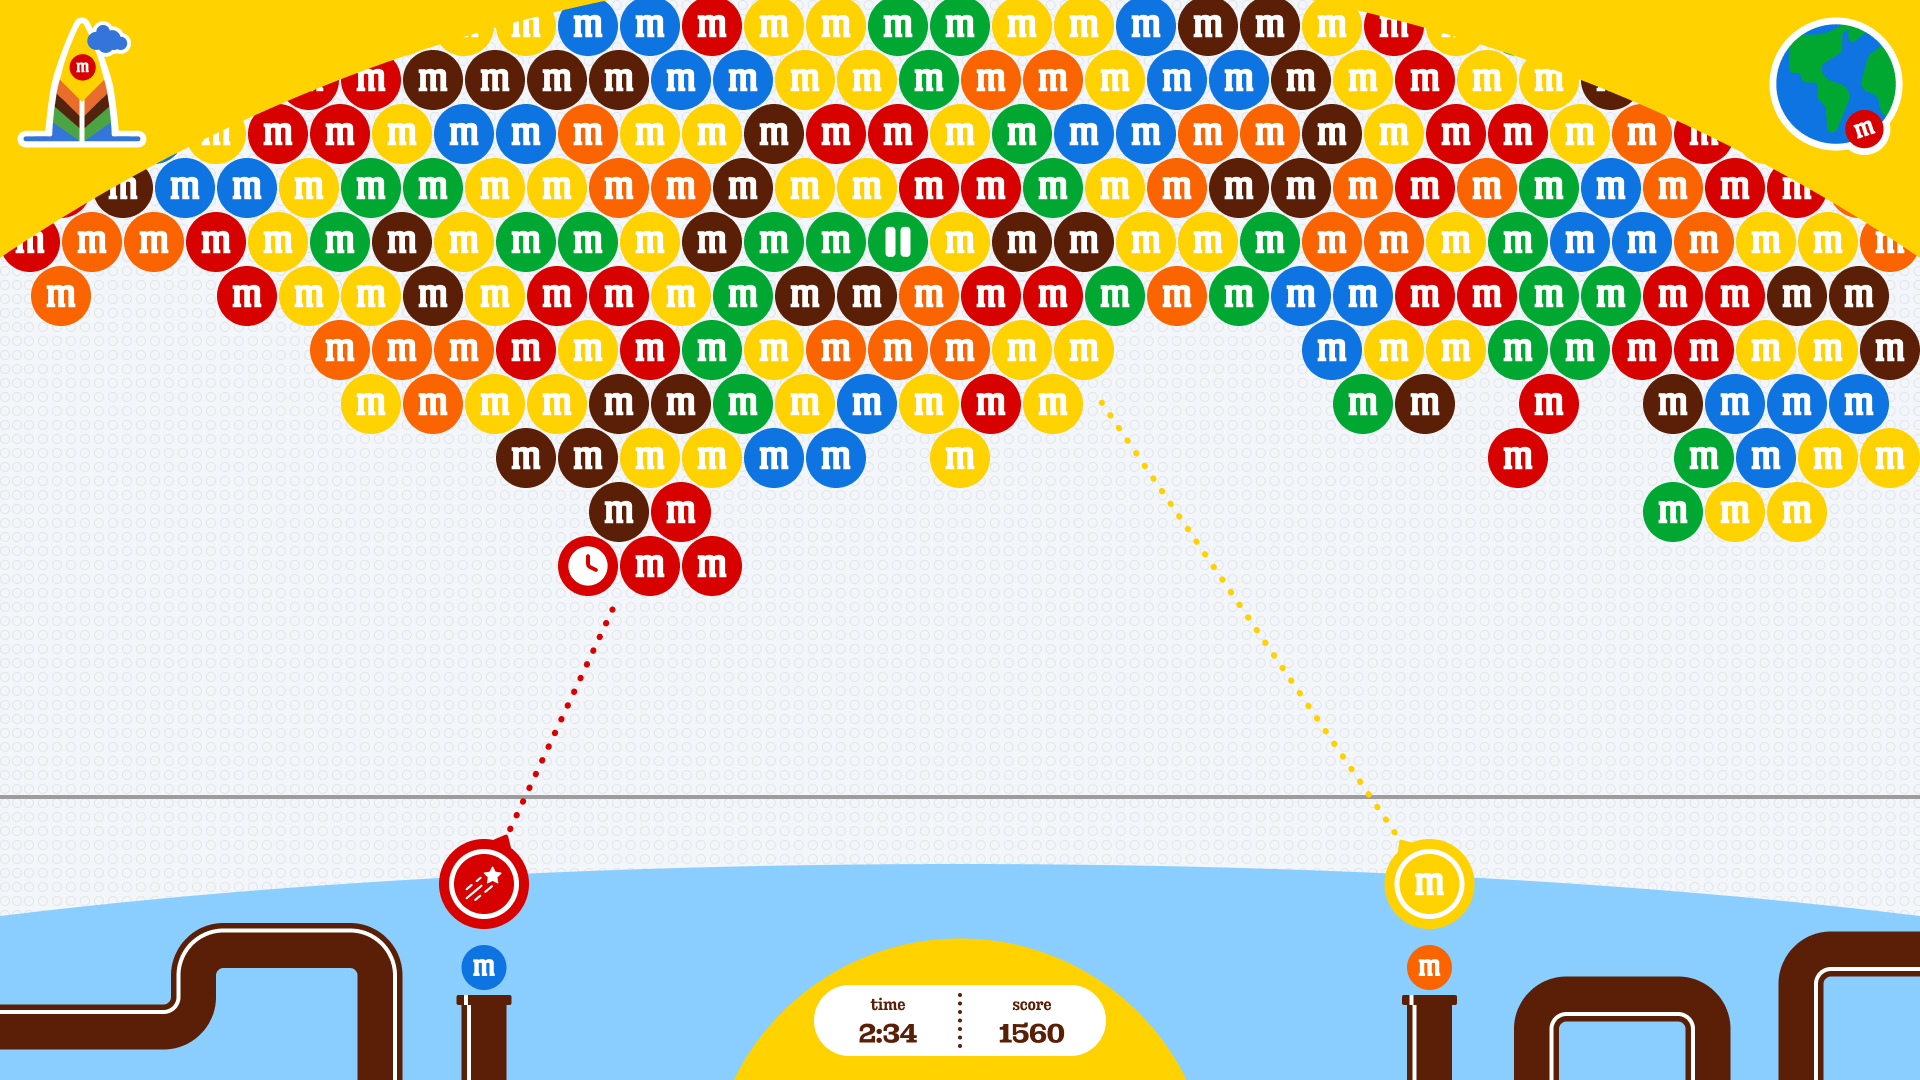 m m m m m m m m m m m m m m m
m
m m m m m m m m m m m m m m m m m m m m
m m m m m m m m m m m m m m m m m m m m m m m m m
m
m m m m m m m m m m m m m m m m m m m m m m m m m m m m
m m m m m m m m m m m m m m m m m m m m m m m m m m m m m m
m m m m m m m m m m m m m m m m m m m m m m m m m m m m
m m m m m m m m m m m m m m m m m m m m m m m
m m m m m m m m m m m m m m m m m m m
m m m m m m m m m m m m
m m m m m
m m
m
m m
time score
2:34 1560